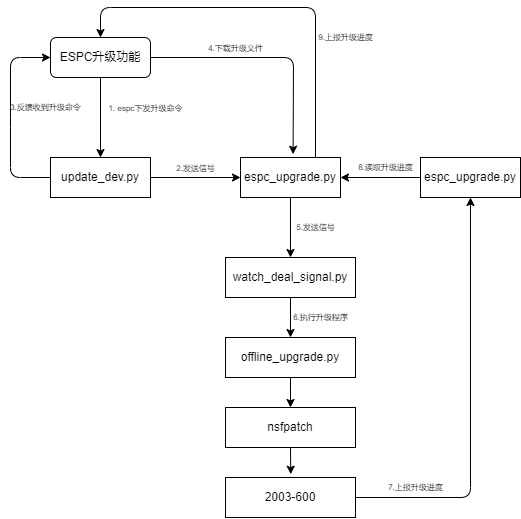 9.上报升级进度
ESPC升级功能
4.下载升级文件
3.反馈收到升级命令
1. espc下发升级命令
update_dev.py
2.发送信号
espc_upgrade.py
8.读取升级进度
espc_upgrade.py
5.发送信号
watch_deal_signal.py
6.执行升级程序
offline_upgrade.py
nsfpatch
2003-600
7.上报升级进度